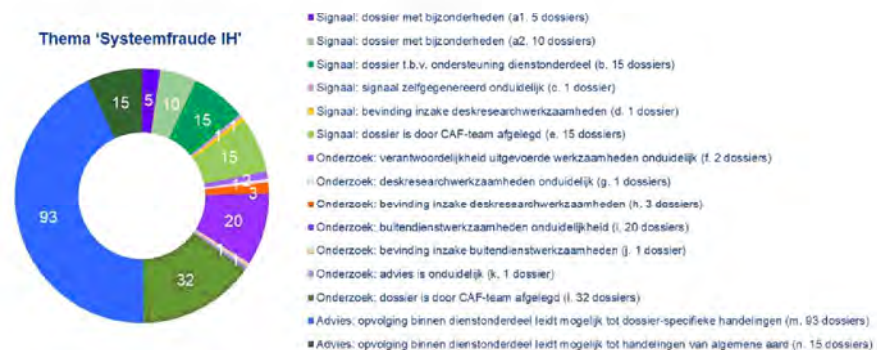 Thema 'Systeemfraude IH'
5
10
15
1
1
15
2
1
3
20
1
1
32
93
15
Signaal: dossier met bijzonderheden (a1. 5 dossiers)
Signaal: dossier met bijzonderheden (a2. 10 dossiers)
Signaal: dossier t.b.v. ondersteuning dienstonderdeel (b. 15 dossiers)
Signaal: signaal zelfgegenereerd onduidelijk (c. 1 dossier)
Signaal: bevinding inzake deskresearchwerkzaamheden (d. 1 dossier)
Signaal: dossier is door CAF-team afgelegd (e. 15 dossiers)
Onderzoek: verantwoordelijkheid uitgevoerde werkzaamheden onduidelijk (f. 2 dossiers)
Onderzoek: deskresearchwerkzaamheden onduidelijk (g. 1 dossiers)
Onderzoek: bevinding inzake deskresearchwerkzaamheden (h. 3 dossiers)
Onderzoek: buitendienstwerkzaamheden onduidelijkheid (i. 20 dossiers)
Onderzoek: bevinding inzake buitendienstwerkzaamheden (j. 1 dossier)
Onderzoek: advies is onduidelijk (k. 1 dossier)
Onderzoek: dossier is door CAF-team afgelegd (l. 32 dossiers)
Advies: opvolging binnen dienstonderdeel leidt mogelijk tot dossier-specifieke handelingen (m. 93 dossiers)
Advies: opvolging binnen dienstonderdeel leidt mogelijk tot handelingen van algemene aard (n. 15 dossiers)